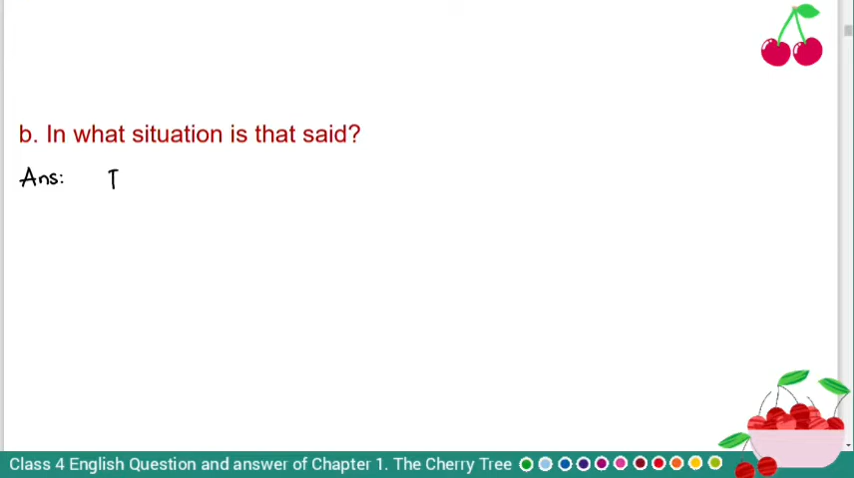 b. In what situation is that said?
Ans: T
Class 4 English Question and answer of Chapter 1. The Cherry Tree